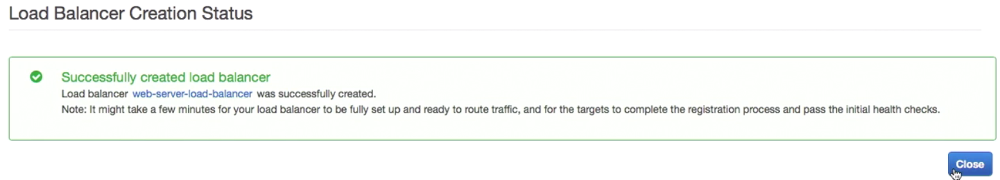 Load Balancer Creation Status
Successfully created load balancer
Load balancer web-server-load-balancer was successfully created.
Note: It might take a few minutes for your load balancer to be fully set up and ready to route traffic, and for the targets to complete the registration process and pass the initial health checks.
Close